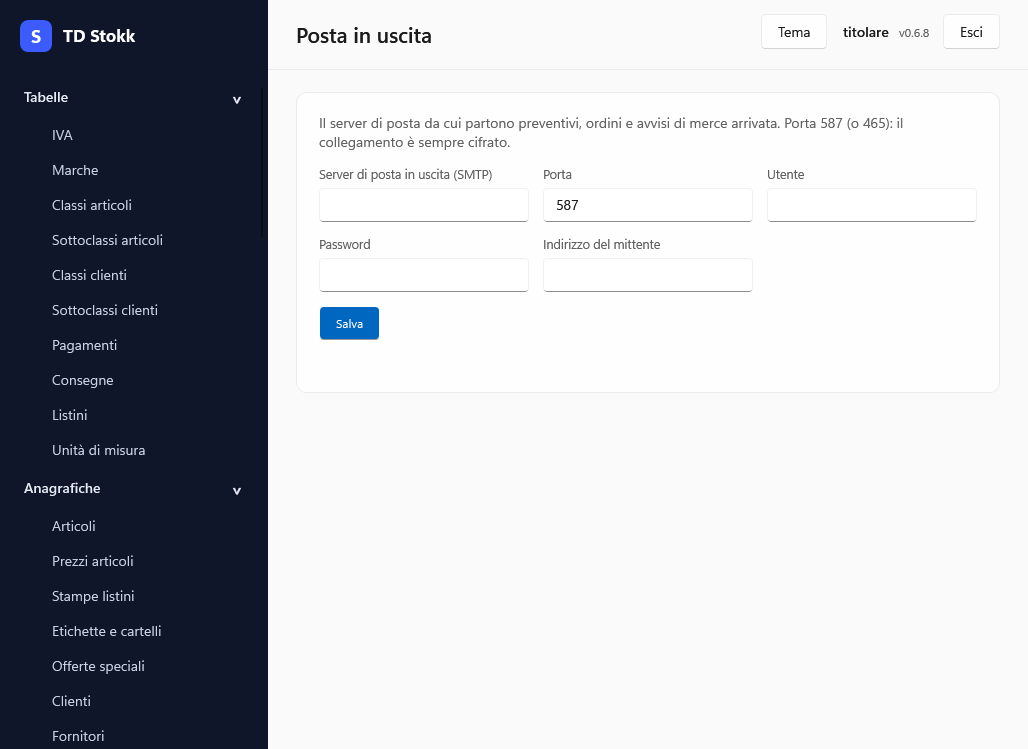 S TD Stokk
Tabelle
IVA
Marche
Classi articoli
Sottoclassi articoli
Classi clienti
Sottoclassi clienti
Pagamenti
Consegne
Listini
Unità di misura
Anagrafiche
Articoli
Prezzi articoli
Stampe listini
Etichette e cartelli
Offerte speciali
Clienti
Fornitori
Posta in uscita
Tema
titolare v0.6.8
Esci
Il server di posta da cui partono preventivi, ordini e avvisi di merce arrivata. Porta 587 (o 465): il
collegamento è sempre cifrato.
Server di posta in uscita (SMTP)
Porta
587
Utente
Password
Indirizzo del mittente
Salva